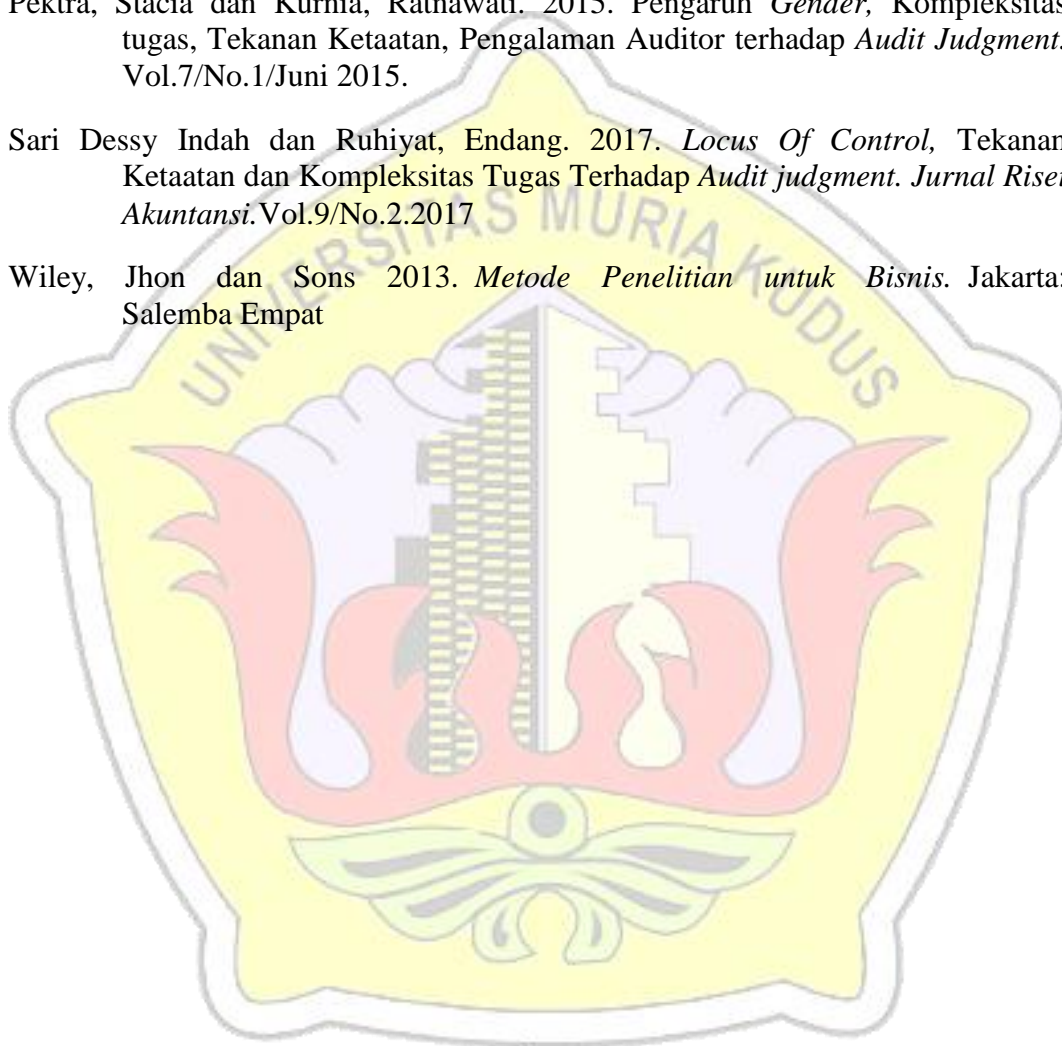 Pektra, Stacia dan Kurnia, Ratnawati. 2015. Pengaruh Gender, Kompleksitas
tugas, Tekanan Ketaatan, Pengalaman Auditor terhadap Audit Judgment.
Vol.7/No.1/Juni 2015.
Sari Dessy Indah dan Ruhiyat, Endang. 2017. Locus Of Control, Tekanan
Ketaatan dan Kompleksitas Tugas Terhadap Audit judgment. Jurnal Riset
Akuntansi.Vol.9/No.2.2017
Wiley, Jhon dan Sons 2013. Metode Penelitian untuk Bisnis. Jakarta:
Salemba Empat
UNIVERSITAS MURIA KUDUS